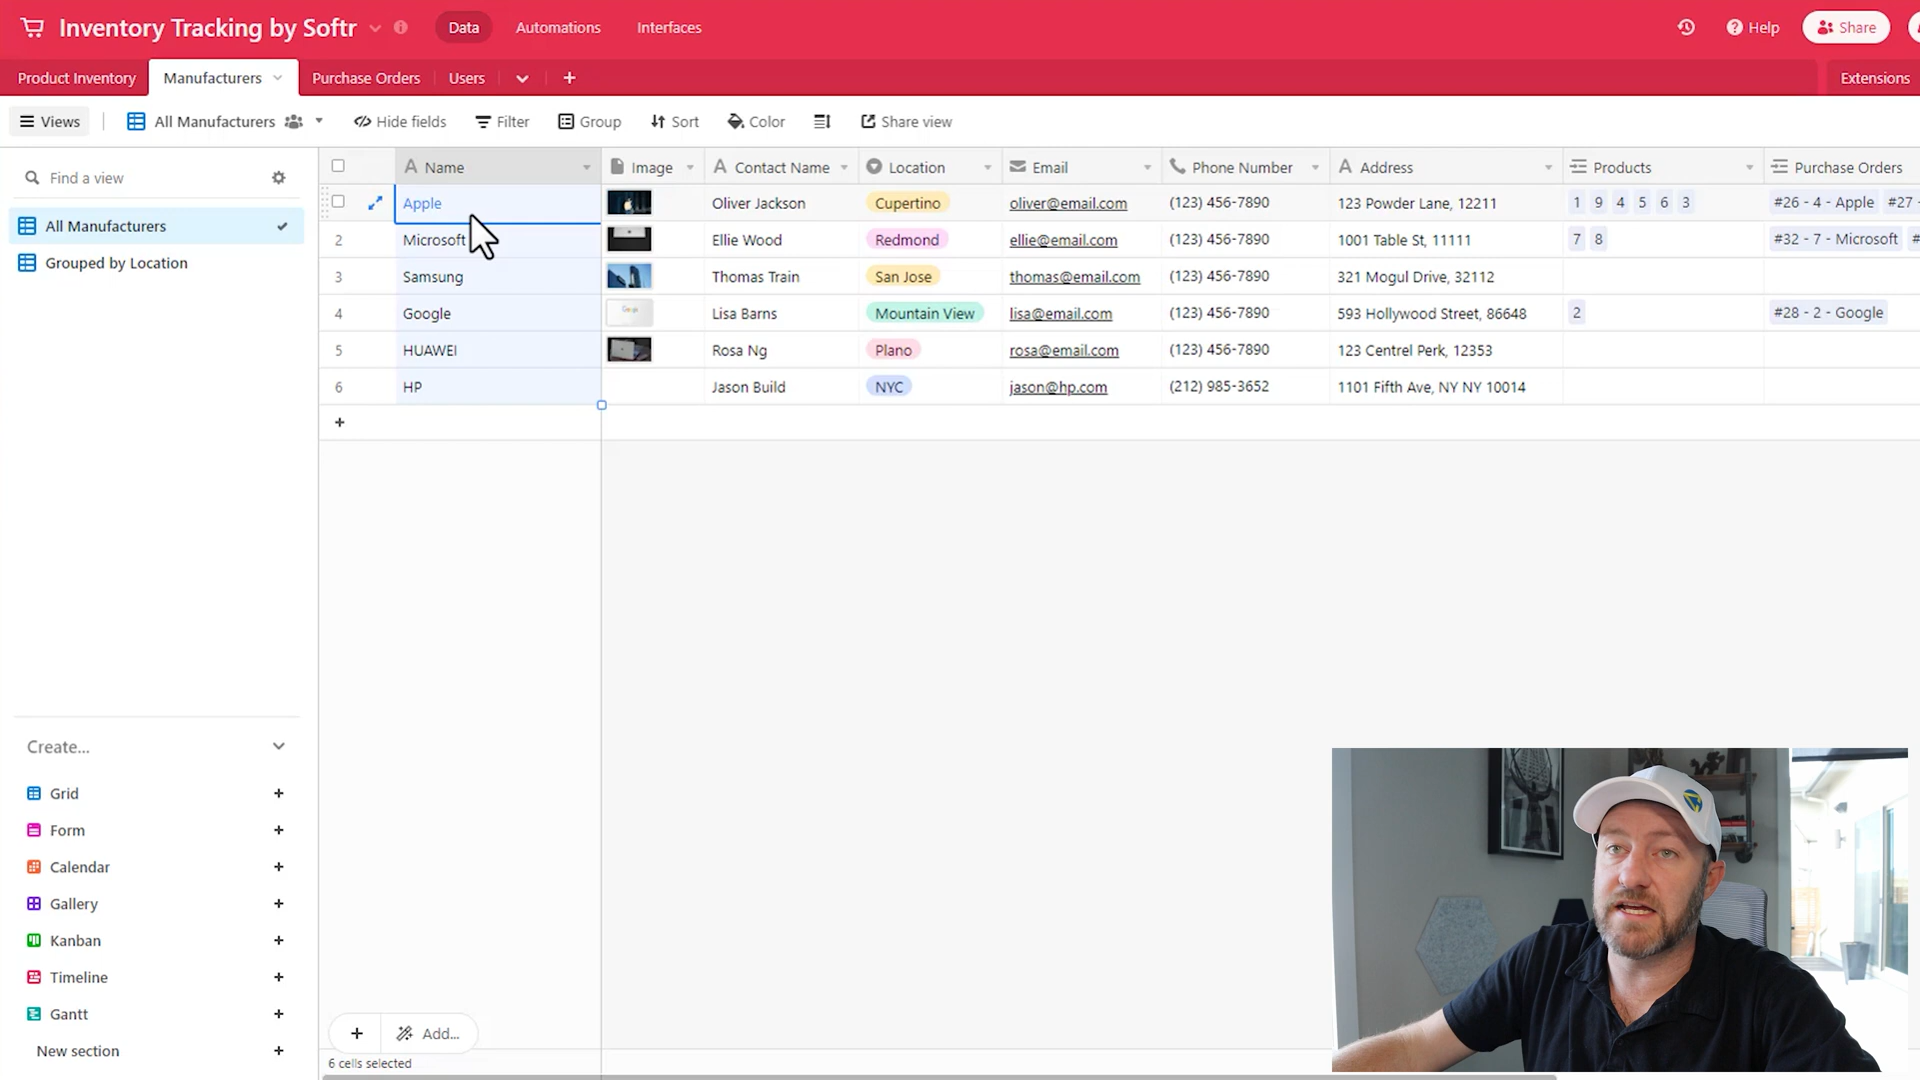 Inventory Tracking by Softr
Data
Automations
Interfaces
Help
Share
Product Inventory
Manufacturers
Purchase Orders
Users
Extensions
Views
All Manufacturers
Hide fields
Filter
Group
Sort
Color
Share view
Find a view
All Manufacturers
Grouped by Location
Name Image Contact Name Location Email Phone Number Address Products Purchase Orders
Apple Oliver Jackson Cupertino oliver@email.com (123) 456-7890 123 Powder Lane, 12211 1 9 4 5 6 3 #26 - 4 - Apple #27 -
2 Microsoft Ellie Wood Redmond ellie@email.com (123) 456-7890 1001 Table St, 11111 7 8 #32 - 7 - Microsoft #
3 Samsung Thomas Train San Jose thomas@email.com (123) 456-7890 321 Mogul Drive, 32112
4 Google Lisa Barns Mountain View lisa@email.com (123) 456-7890 593 Hollywood Street, 86648 2 #28 - 2 - Google
5 HUAWEI Rosa Ng Plano rosa@email.com (123) 456-7890 123 Centrel Perk, 12353
6 HP Jason Build NYC jason@hp.com (212) 985-3652 1101 Fifth Ave, NY NY 10014
Create...
Grid
Form
Calendar
Gallery
Kanban
Timeline
Gantt
New section
Add...
6 cells selected